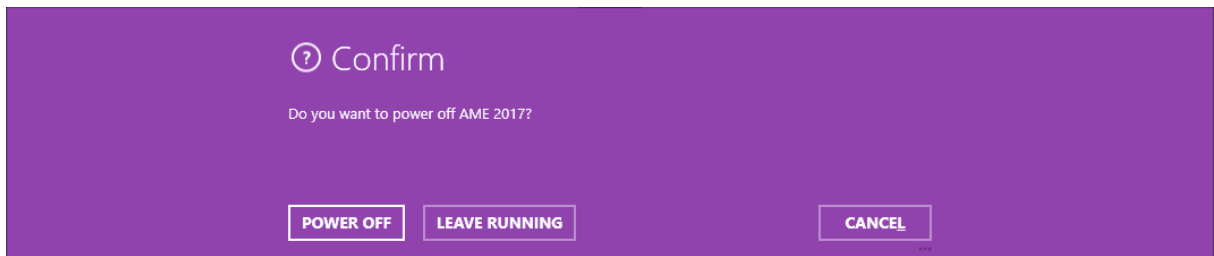 ? Confirm
Do you want to power off AME 2017?
POWER OFF LEAVE RUNNING CANCEL